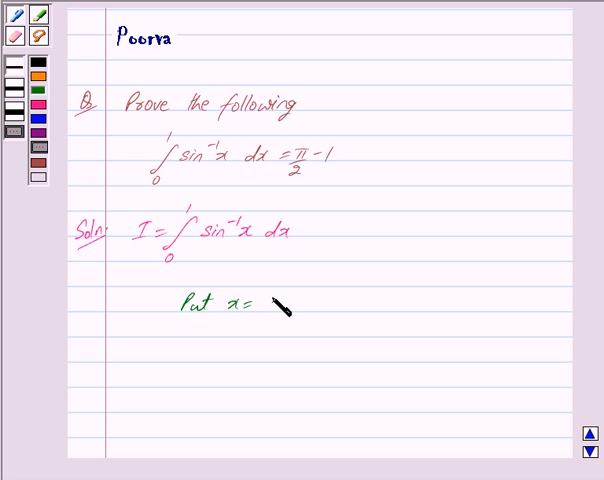 Poorva
Q Prove the following
∫₀¹ sin⁻¹x dx = π/2 - 1
Soln: I = ∫₀¹ sin⁻¹x dx
Put x =